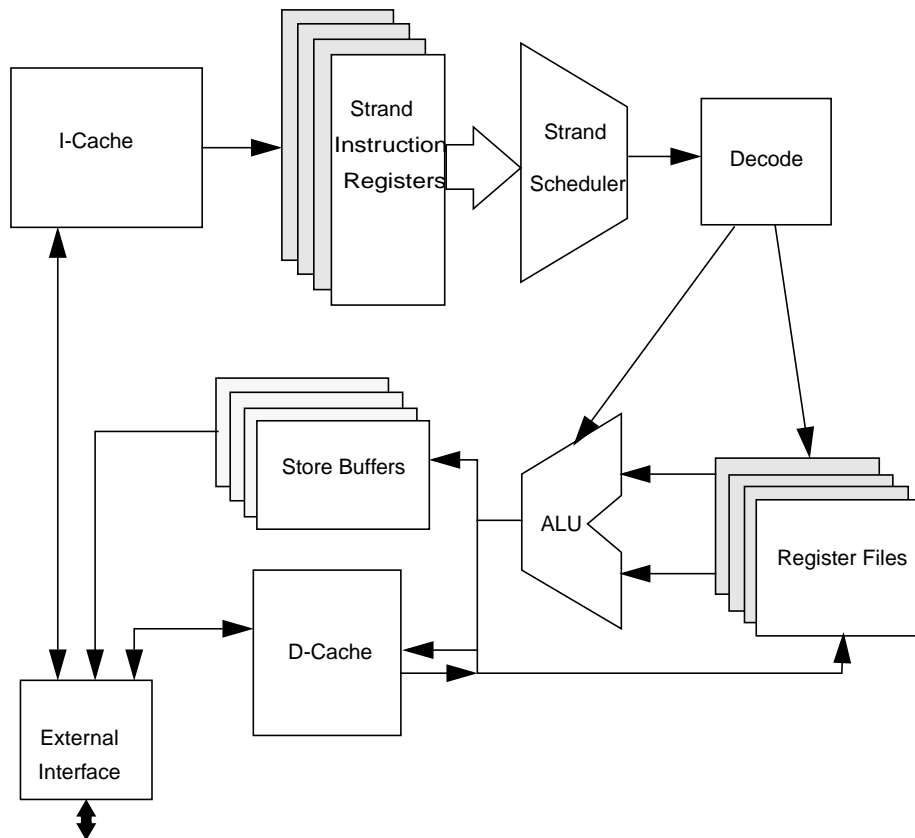 I-Cache
Strand
Instruction
Registers
Strand
Scheduler
Decode
Store Buffers
ALU
Register Files
D-Cache
External
Interface